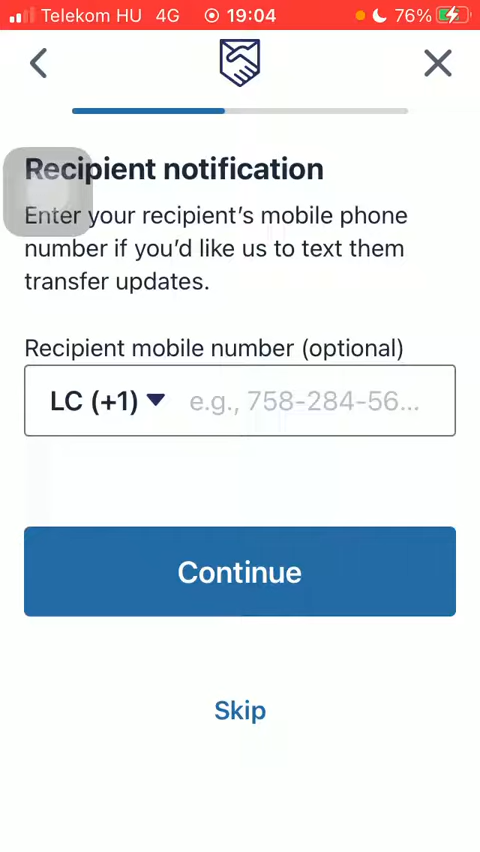 Telekom HU 4G 19:04 76%
Recipient notification
Enter your recipient's mobile phone
number if you'd like us to text them
transfer updates.
Recipient mobile number (optional)
LC (+1) e.g., 758-284-56...
Continue
Skip